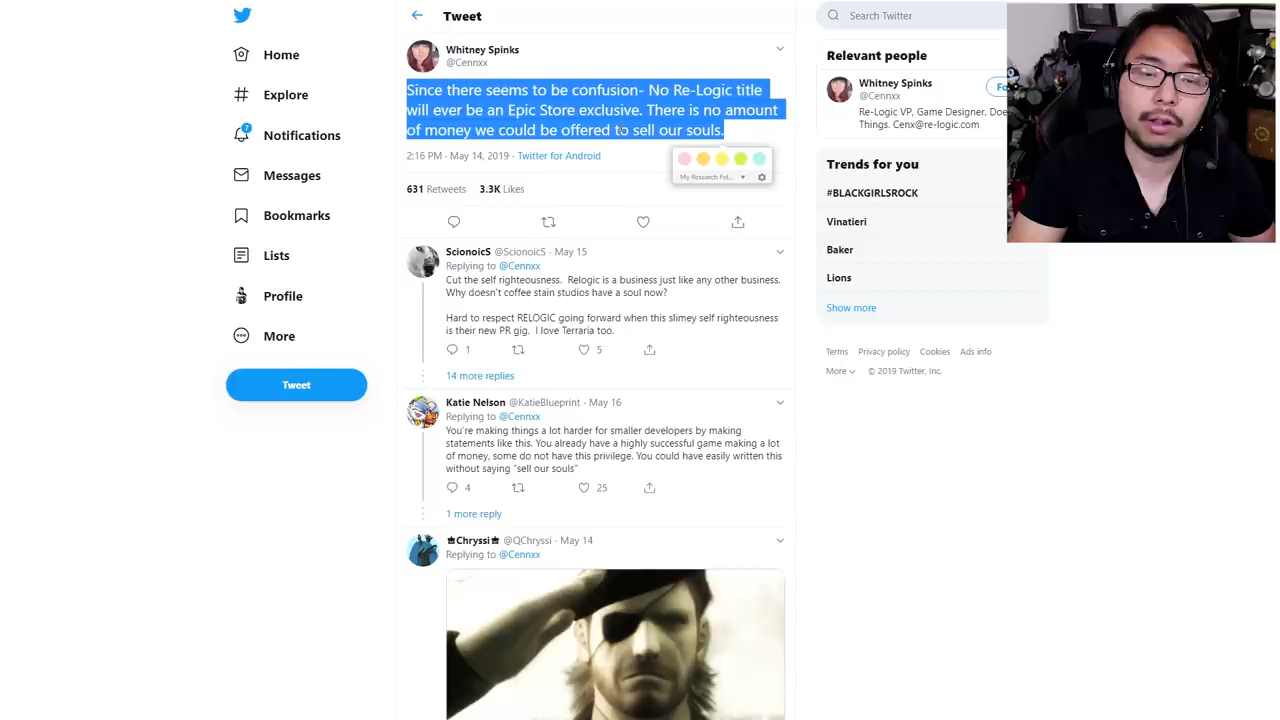 Home
Explore
7
Notifications
Messages
Bookmarks
Lists
Profile
More
Tweet
Tweet
Whitney Spinks
@Cennxx
Since there seems to be confusion- No Re-Logic title
will ever be an Epic Store exclusive. There is no amount
of money we could be offered to sell our souls.
2:16 PM · May 14, 2019 · Twitter for Android
My Research Fol...
631 Retweets 3.3K Likes
ScionoicS @ScionoicS · May 15
Replying to @Cennxx
Cut the self righteousness. Relogic is a business just like any other business.
Why doesn't coffee stain studios have a soul now?
Hard to respect RELOGIC going forward when this slimey self righteousness
is their new PR gig. I love Terraria too.
1 5
14 more replies
Katie Nelson @KatieBlueprint · May 16
Replying to @Cennxx
You're making things a lot harder for smaller developers by making
statements like this. You already have a highly successful game making a lot
of money, some do not have this privilege. You could have easily written this
without saying "sell our souls"
4 25
1 more reply
♕Chryssi♕ @QChryssi · May 14
Replying to @Cennxx
Search Twitter
Relevant people
Whitney Spinks
@Cennxx
Fo
Re-Logic VP, Game Designer. Doe
Things. Cenx@re-logic.com
Trends for you
#BLACKGIRLSROCK
Vinatieri
Baker
Lions
Show more
Terms Privacy policy Cookies Ads info
More © 2019 Twitter, Inc.